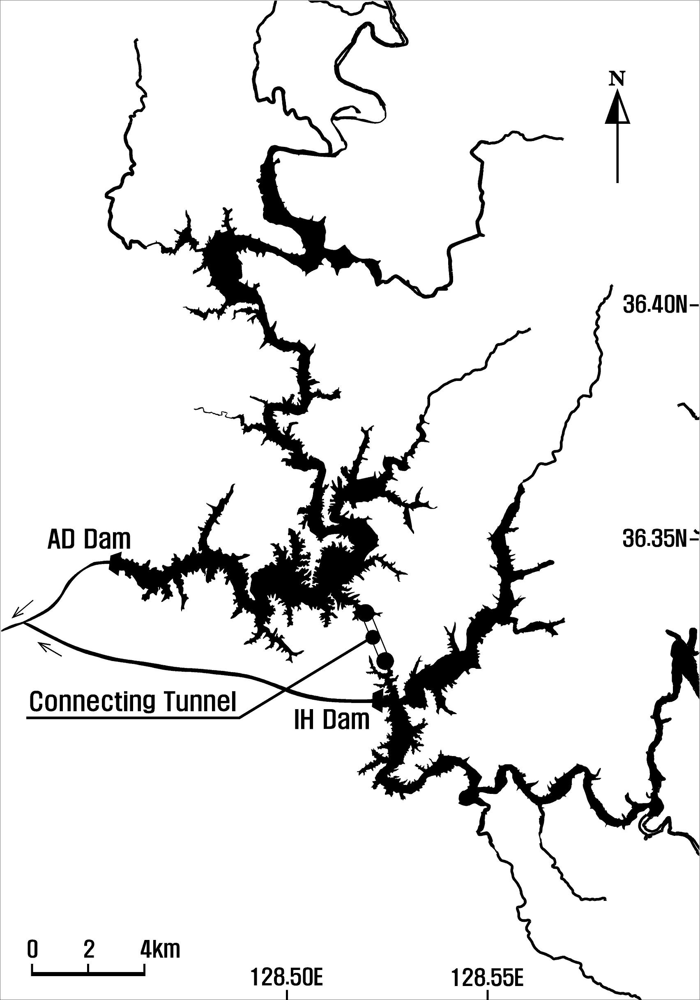 N
36.40N
36.35N
AD Dam
Connecting Tunnel
IH Dam
0 2 4km
128.50E 128.55E